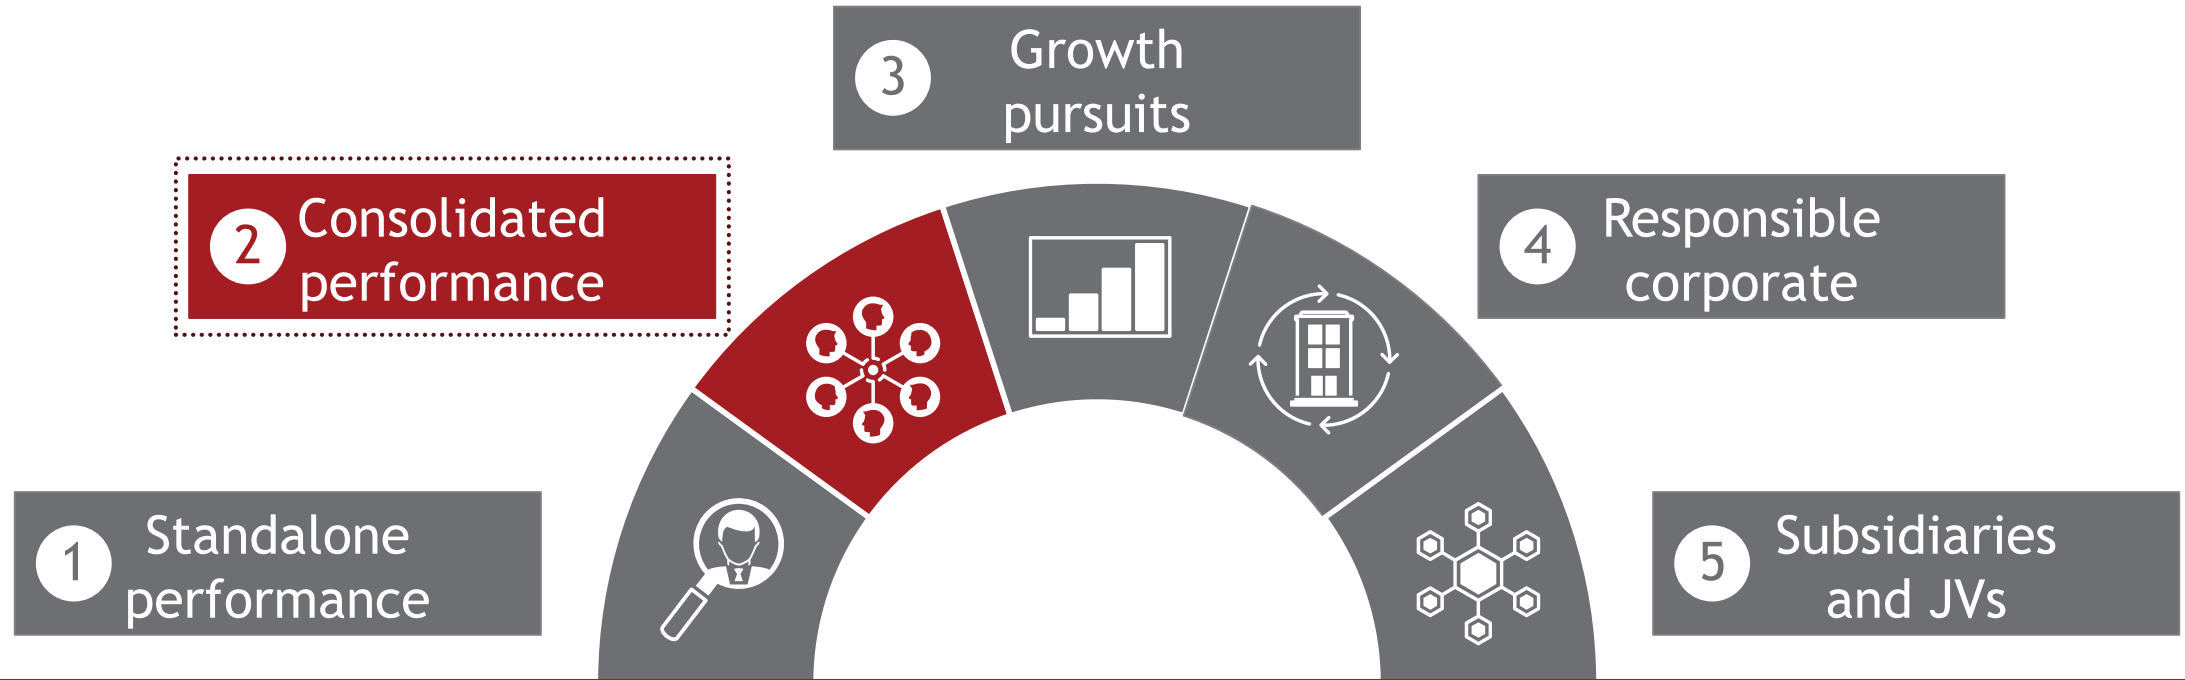 1
Standalone
performance
2
Consolidated
performance
3
Growth
pursuits
4
Responsible
corporate
5
Subsidiaries
and JVs